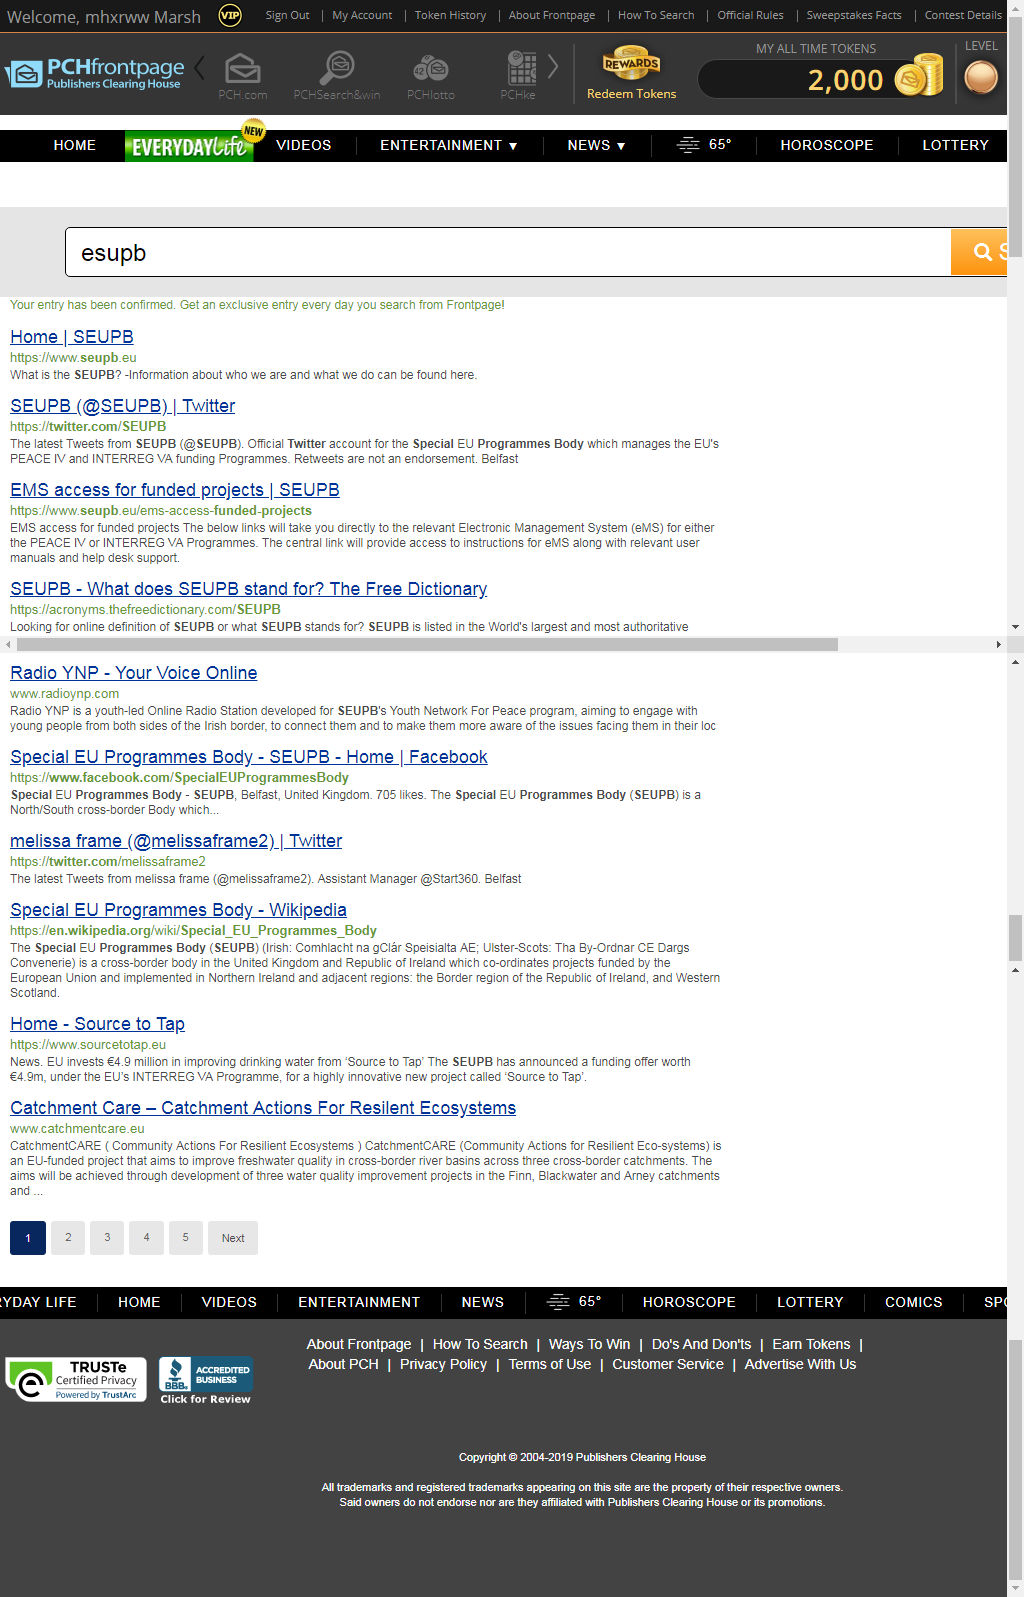 Welcome, mhxrww Marsh VIP Sign Out | My Account | Token History | About Frontpage | How To Search | Official Rules | Sweepstakes Facts | Contest Details
PCHfrontpage
Publishers Clearing House
PCH.com PCHSearch&win 42 PCHlotto PCHke
REWARDS
Redeem Tokens
MY ALL TIME TOKENS
2,000
LEVEL
HOME EVERYDAY Life NEW VIDEOS ENTERTAINMENT ▼ NEWS ▼ 65° HOROSCOPE LOTTERY
esupb S
Your entry has been confirmed. Get an exclusive entry every day you search from Frontpage!
Home | SEUPB
https://www.seupb.eu
What is the SEUPB? -Information about who we are and what we do can be found here.
SEUPB (@SEUPB) | Twitter
https://twitter.com/SEUPB
The latest Tweets from SEUPB (@SEUPB). Official Twitter account for the Special EU Programmes Body which manages the EU's
PEACE IV and INTERREG VA funding Programmes. Retweets are not an endorsement. Belfast
EMS access for funded projects | SEUPB
https://www.seupb.eu/ems-access-funded-projects
EMS access for funded projects The below links will take you directly to the relevant Electronic Management System (eMS) for either
the PEACE IV or INTERREG VA Programmes. The central link will provide access to instructions for eMS along with relevant user
manuals and help desk support.
SEUPB - What does SEUPB stand for? The Free Dictionary
https://acronyms.thefreedictionary.com/SEUPB
Looking for online definition of SEUPB or what SEUPB stands for? SEUPB is listed in the World's largest and most authoritative
Radio YNP - Your Voice Online
www.radioynp.com
Radio YNP is a youth-led Online Radio Station developed for SEUPB's Youth Network For Peace program, aiming to engage with
young people from both sides of the Irish border, to connect them and to make them more aware of the issues facing them in their loc
Special EU Programmes Body - SEUPB - Home | Facebook
https://www.facebook.com/SpecialEUProgrammesBody
Special EU Programmes Body - SEUPB, Belfast, United Kingdom. 705 likes. The Special EU Programmes Body (SEUPB) is a
North/South cross-border Body which...
melissa frame (@melissaframe2) | Twitter
https://twitter.com/melissaframe2
The latest Tweets from melissa frame (@melissaframe2). Assistant Manager @Start360. Belfast
Special EU Programmes Body - Wikipedia
https://en.wikipedia.org/wiki/Special_EU_Programmes_Body
The Special EU Programmes Body (SEUPB) (Irish: Comhlacht na gClár Speisialta AE; Ulster-Scots: Tha By-Ordnar CE Dargs
Convenerie) is a cross-border body in the United Kingdom and Republic of Ireland which co-ordinates projects funded by the
European Union and implemented in Northern Ireland and adjacent regions: the Border region of the Republic of Ireland, and Western
Scotland.
Home - Source to Tap
https://www.sourcetotap.eu
News. EU invests €4.9 million in improving drinking water from ‘Source to Tap’ The SEUPB has announced a funding offer worth
€4.9m, under the EU’s INTERREG VA Programme, for a highly innovative new project called ‘Source to Tap’.
Catchment Care – Catchment Actions For Resilent Ecosystems
www.catchmentcare.eu
CatchmentCARE ( Community Actions For Resilient Ecosystems ) CatchmentCARE (Community Actions for Resilient Eco-systems) is
an EU-funded project that aims to improve freshwater quality in cross-border river basins across three cross-border catchments. The
aims will be achieved through development of three water quality improvement projects in the Finn, Blackwater and Arney catchments
and ...
1 2 3 4 5 Next
RYDAY LIFE HOME VIDEOS ENTERTAINMENT NEWS 65° HOROSCOPE LOTTERY COMICS SPO
About Frontpage | How To Search | Ways To Win | Do's And Don'ts | Earn Tokens |
About PCH | Privacy Policy | Terms of Use | Customer Service | Advertise With Us
TRUSTe
Certified Privacy
Powered by TrustArc
BBB. ACCREDITED
BUSINESS
Click for Review
Copyright © 2004-2019 Publishers Clearing House
All trademarks and registered trademarks appearing on this site are the property of their respective owners.
Said owners do not endorse nor are they affiliated with Publishers Clearing House or its promotions.